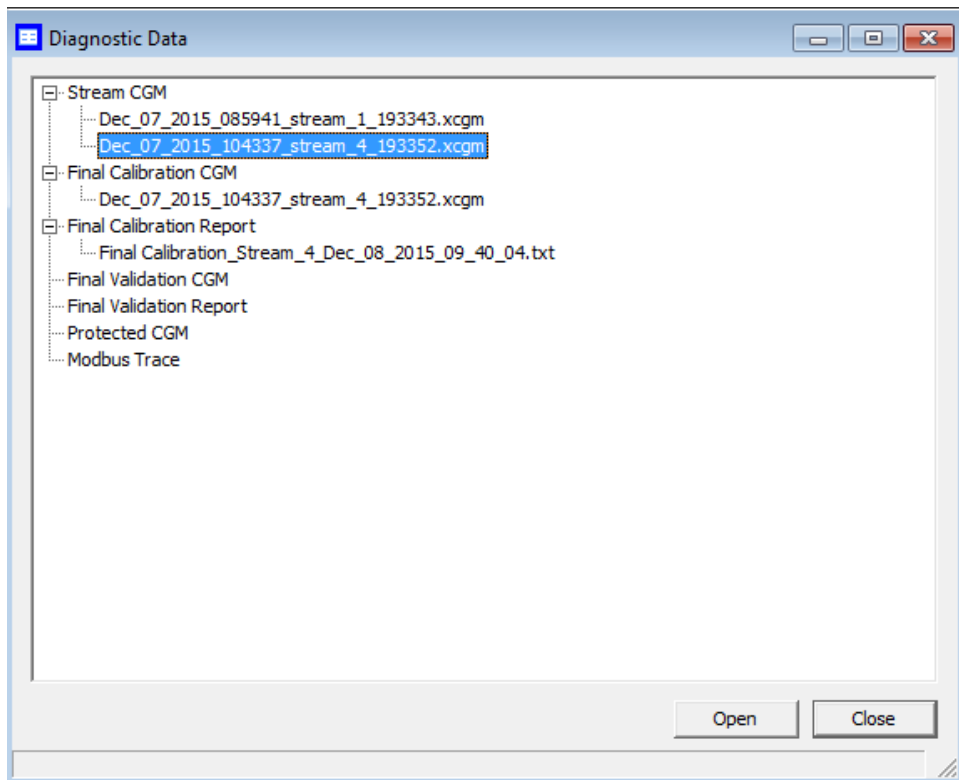 Diagnostic Data
Stream CGM
Dec_07_2015_085941_stream_1_193343.xcgm
Dec_07_2015_104337_stream_4_193352.xcgm
Final Calibration CGM
Dec_07_2015_104337_stream_4_193352.xcgm
Final Calibration Report
Final Calibration_Stream_4_Dec_08_2015_09_40_04.txt
Final Validation CGM
Final Validation Report
Protected CGM
Modbus Trace
Open Close